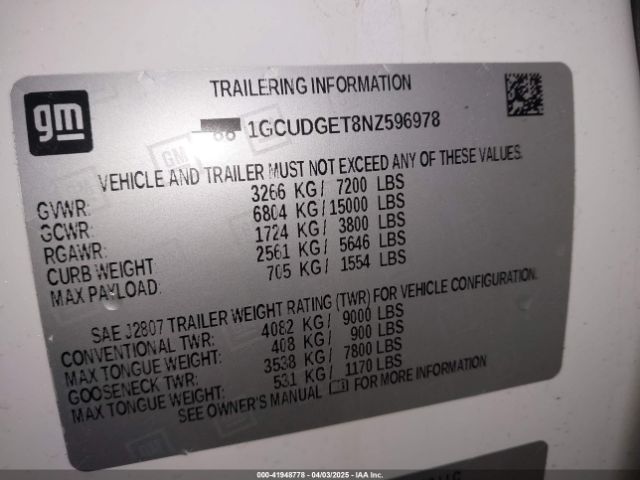 gm
TRAILERING INFORMATION
1GCUDGET8NZ596978
VEHICLE AND TRAILER MUST NOT EXCEED ANY OF THESE VALUES.
GVWR: 3266 KG/ 7200 LBS
GCWR: 6804 KG/ 15000 LBS
RGAWR: 1724 KG/ 3800 LBS
CURB WEIGHT 2561 KG/ 5646 LBS
MAX PAYLOAD: 705 KG/ 1554 LBS
SAE J2807 TRAILER WEIGHT RATING (TWR) FOR VEHICLE CONFIGURATION.
CONVENTIONAL TWR: 4082 KG/ 9000 LBS
MAX TONGUE WEIGHT: 408 KG/ 900 LBS
GOOSENECK TWR: 3538 KG/ 7800 LBS
MAX TONGUE WEIGHT: 531 KG/ 1170 LBS
SEE OWNER'S MANUAL FOR MORE INFORMATION
000-41948778 - 04/03/2025 - IAA Inc.